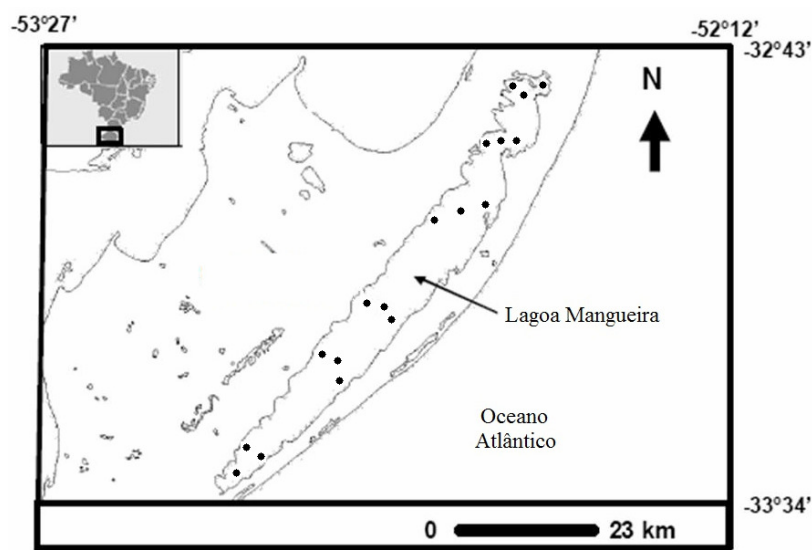 -53º27’
-52º12’
-32º43’
N
Lagoa Mangueira
Oceano
Atlântico
-33º34’
0 23 km